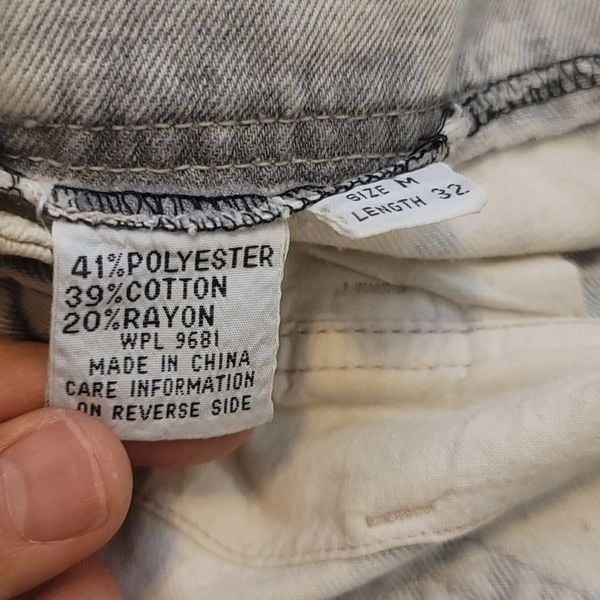 41%POLYESTER
39%COTTON
20%RAYON
WPL 9681
MADE IN CHINA
CARE INFORMATION
ON REVERSE SIDE
SIZE M
LENGTH 32